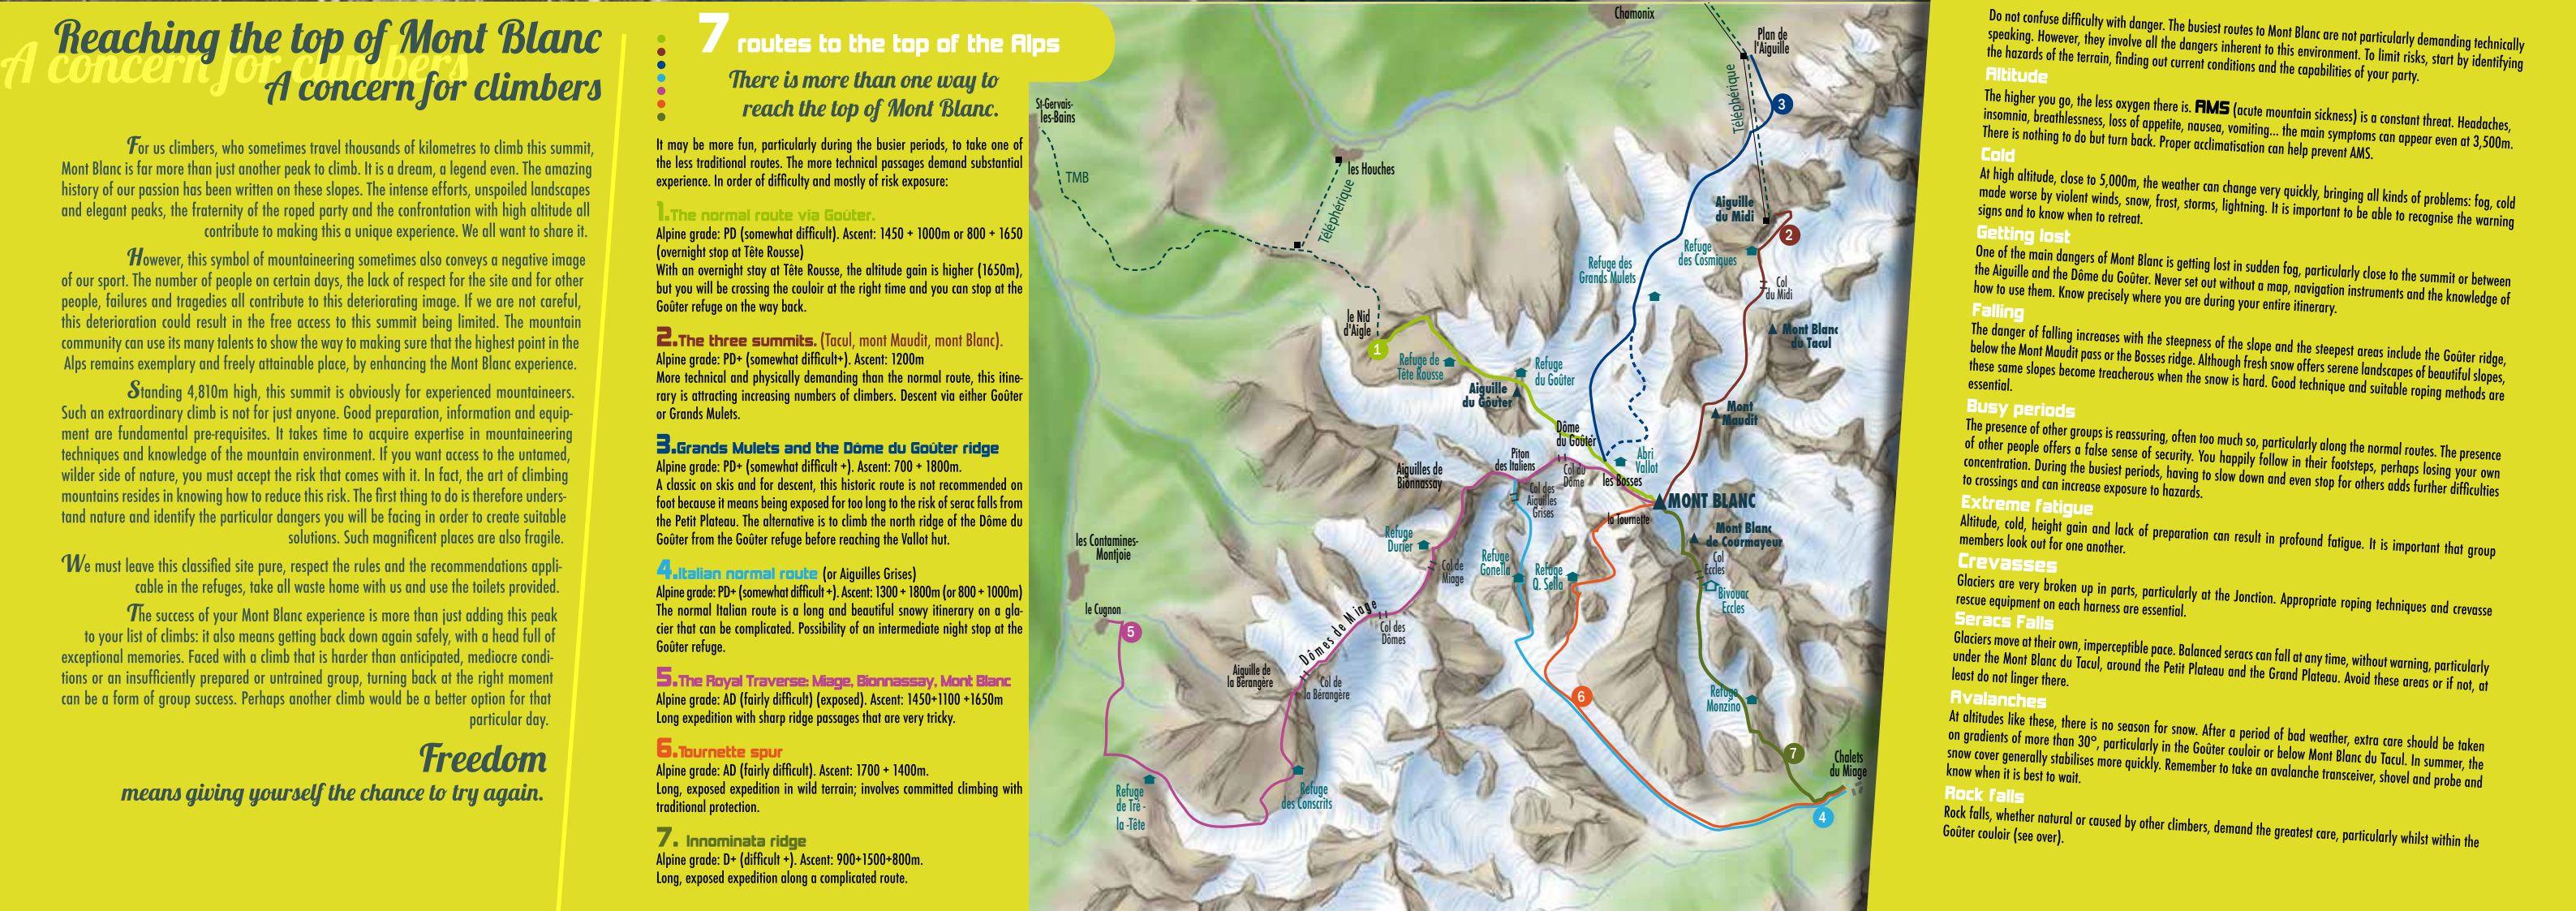 A concern for climbers
Reaching the top of Mont Blanc
A concern for climbers
For us climbers, who sometimes travel thousands of kilometres to climb this summit,
Mont Blanc is far more than just another peak to climb. It is a dream, a legend even. The amazing
history of our passion has been written on these slopes. The intense efforts, unspoiled landscapes
and elegant peaks, the fraternity of the roped party and the confrontation with high altitude all
contribute to making this a unique experience. We all want to share it.
However, this symbol of mountaineering sometimes also conveys a negative image
of our sport. The number of people on certain days, the lack of respect for the site and for other
people, failures and tragedies all contribute to this deteriorating image. If we are not careful,
this deterioration could result in the free access to this summit being limited. The mountain
community can use its many talents to show the way to making sure that the highest point in the
Alps remains exemplary and freely attainable place, by enhancing the Mont Blanc experience.
Standing 4,810m high, this summit is obviously for experienced mountaineers.
Such an extraordinary climb is not for just anyone. Good preparation, information and equip-
ment are fundamental pre-requisites. It takes time to acquire expertise in mountaineering
techniques and knowledge of the mountain environment. If you want access to the untamed,
wilder side of nature, you must accept the risk that comes with it. In fact, the art of climbing
mountains resides in knowing how to reduce this risk. The first thing to do is therefore unders-
tand nature and identify the particular dangers you will be facing in order to create suitable
solutions. Such magnificent places are also fragile.
We must leave this classified site pure, respect the rules and the recommendations appli-
cable in the refuges, take all waste home with us and use the toilets provided.
The success of your Mont Blanc experience is more than just adding this peak
to your list of climbs: it also means getting back down again safely, with a head full of
exceptional memories. Faced with a climb that is harder than anticipated, mediocre condi-
tions or an insufficiently prepared or untrained group, turning back at the right moment
can be a form of group success. Perhaps another climb would be a better option for that
particular day.
Freedom
means giving yourself the chance to try again.
7 routes to the top of the Alps
There is more than one way to
reach the top of Mont Blanc.
It may be more fun, particularly during the busier periods, to take one of
the less traditional routes. The more technical passages demand substantial
experience. In order of difficulty and mostly of risk exposure:
1.The normal route via Goûter.
Alpine grade: PD (somewhat difficult). Ascent: 1450 + 1000m or 800 + 1650
(overnight stop at Tête Rousse)
With an overnight stay at Tête Rousse, the altitude gain is higher (1650m),
but you will be crossing the couloir at the right time and you can stop at the
Goûter refuge on the way back.
2.The three summits. (Tacul, mont Maudit, mont Blanc).
Alpine grade: PD+ (somewhat difficult+). Ascent: 1200m
More technical and physically demanding than the normal route, this itine-
rary is attracting increasing numbers of climbers. Descent via either Goûter
or Grands Mulets.
3.Grands Mulets and the Dôme du Goûter ridge
Alpine grade: PD+ (somewhat difficult +). Ascent: 700 + 1800m.
A classic on skis and for descent, this historic route is not recommended on
foot because it means being exposed for too long to the risk of serac falls from
the Petit Plateau. The alternative is to climb the north ridge of the Dôme du
Goûter from the Goûter refuge before reaching the Vallot hut.
4.Italian normal route (or Aiguilles Grises)
Alpine grade: PD+ (somewhat difficult +). Ascent: 1300 + 1800m (or 800 + 1000m)
The normal Italian route is a long and beautiful snowy itinerary on a gla-
cier that can be complicated. Possibility of an intermediate night stop at the
Goûter refuge.
5.The Royal Traverse: Miage, Bionnassay, Mont Blanc
Alpine grade: AD (fairly difficult) (exposed). Ascent: 1450+1100 +1650m
Long expedition with sharp ridge passages that are very tricky.
6.Tournette spur
Alpine grade: AD (fairly difficult). Ascent: 1700 + 1400m.
Long, exposed expedition in wild terrain; involves committed climbing with
traditional protection.
7. Innominata ridge
Alpine grade: D+ (difficult +). Ascent: 900+1500+800m.
Long, exposed expedition along a complicated route.
Chamonix
Plan de
l'Aiguille
St-Gervais-
les-Bains
Téléphérique
3
les Houches
TMB
Téléphérique
Aiguille
du Midi
2
Refuge
des Cosmiques
Refuge des
Grands Mulets
Col
du Midi
le Nid
d'Aigle
1
Mont Blanc
du Tacul
Refuge de
Tête Rousse
Refuge
du Goûter
Aiguille
du Goûter
Mont
Maudit
Dôme
du Goûter
Piton
des Italiens
Abri
Vallot
Aiguilles de
Bionnassay
Col du
Dôme
les Bosses
Col des
Aiguilles
Grises
MONT BLANC
la Tournette
Mont Blanc
de Courmayeur
Refuge
Durier
les Contamines-
Montjoie
Col
Eccles
Col de
Miage
Refuge
Gonella
Refuge
Q. Sella
Bivouac
Eccles
le Cugnon
5
Dômes de Miage
Col des
Dômes
Aiguille de
la Bérangère
Col de
la Bérangère
6
Refuge
Monzino
7
Chalets
du Miage
Refuge
de Tré -
la -Tête
Refuge
des Conscrits
4
Do not confuse difficulty with danger. The busiest routes to Mont Blanc are not particularly demanding technically
speaking. However, they involve all the dangers inherent to this environment. To limit risks, start by identifying
the hazards of the terrain, finding out current conditions and the capabilities of your party.
Altitude
The higher you go, the less oxygen there is. AMS (acute mountain sickness) is a constant threat. Headaches,
insomnia, breathlessness, loss of appetite, nausea, vomiting... the main symptoms can appear even at 3,500m.
There is nothing to do but turn back. Proper acclimatisation can help prevent AMS.
Cold
At high altitude, close to 5,000m, the weather can change very quickly, bringing all kinds of problems: fog, cold
made worse by violent winds, snow, frost, storms, lightning. It is important to be able to recognise the warning
signs and to know when to retreat.
Getting lost
One of the main dangers of Mont Blanc is getting lost in sudden fog, particularly close to the summit or between
the Aiguille and the Dôme du Goûter. Never set out without a map, navigation instruments and the knowledge of
how to use them. Know precisely where you are during your entire itinerary.
Falling
The danger of falling increases with the steepness of the slope and the steepest areas include the Goûter ridge,
below the Mont Maudit pass or the Bosses ridge. Although fresh snow offers serene landscapes of beautiful slopes,
these same slopes become treacherous when the snow is hard. Good technique and suitable roping methods are
essential.
Busy periods
The presence of other groups is reassuring, often too much so, particularly along the normal routes. The presence
of other people offers a false sense of security. You happily follow in their footsteps, perhaps losing your own
concentration. During the busiest periods, having to slow down and even stop for others adds further difficulties
to crossings and can increase exposure to hazards.
Extreme fatigue
Altitude, cold, height gain and lack of preparation can result in profound fatigue. It is important that group
members look out for one another.
Crevasses
Glaciers are very broken up in parts, particularly at the Jonction. Appropriate roping techniques and crevasse
rescue equipment on each harness are essential.
Seracs Falls
Glaciers move at their own, imperceptible pace. Balanced seracs can fall at any time, without warning, particularly
under the Mont Blanc du Tacul, around the Petit Plateau and the Grand Plateau. Avoid these areas or if not, at
least do not linger there.
Avalanches
At altitudes like these, there is no season for snow. After a period of bad weather, extra care should be taken
on gradients of more than 30°, particularly in the Goûter couloir or below Mont Blanc du Tacul. In summer, the
snow cover generally stabilises more quickly. Remember to take an avalanche transceiver, shovel and probe and
know when it is best to wait.
Rock falls
Rock falls, whether natural or caused by other climbers, demand the greatest care, particularly whilst within the
Goûter couloir (see over).